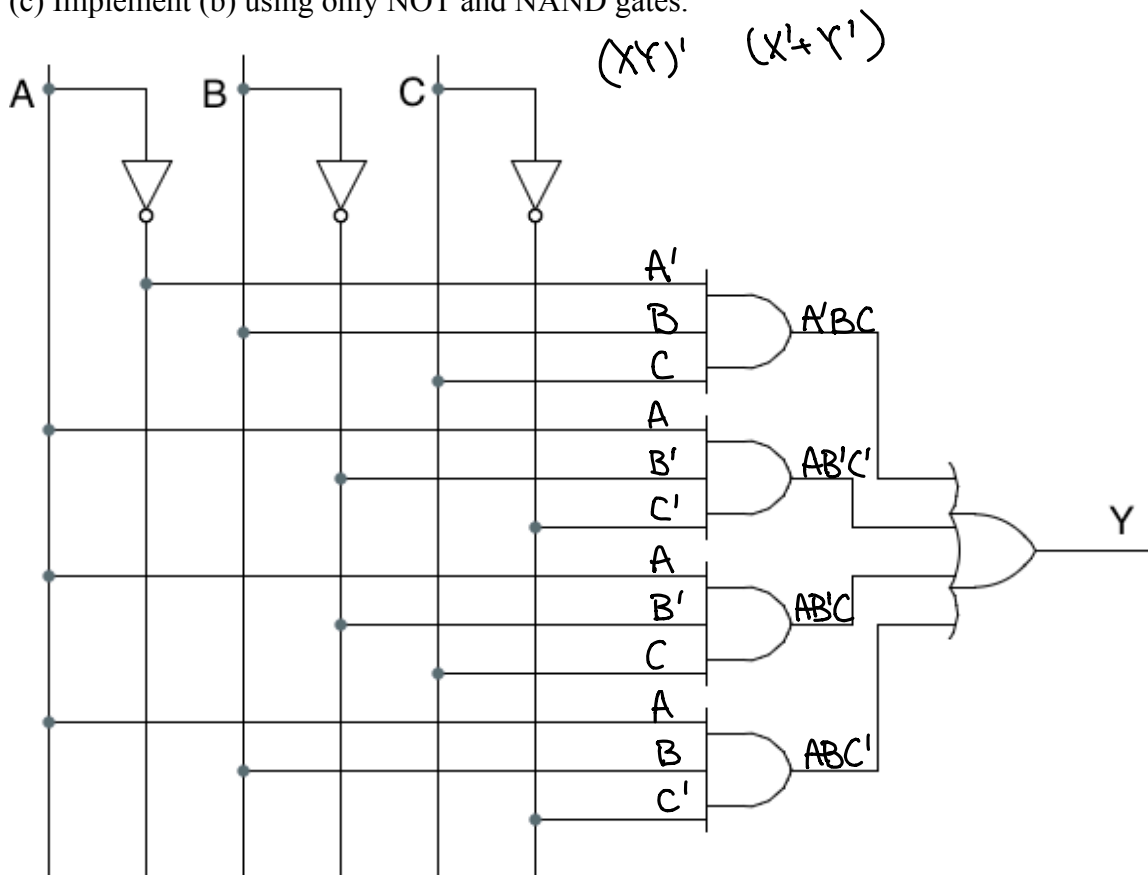 (c) Implement (b) using only NOT and NAND gates.
(XY)' (X'+Y')
A B C
A'
B A'BC
C
A
B' AB'C'
C'
Y
A
B' AB'C
C
A
B ABC'
C'